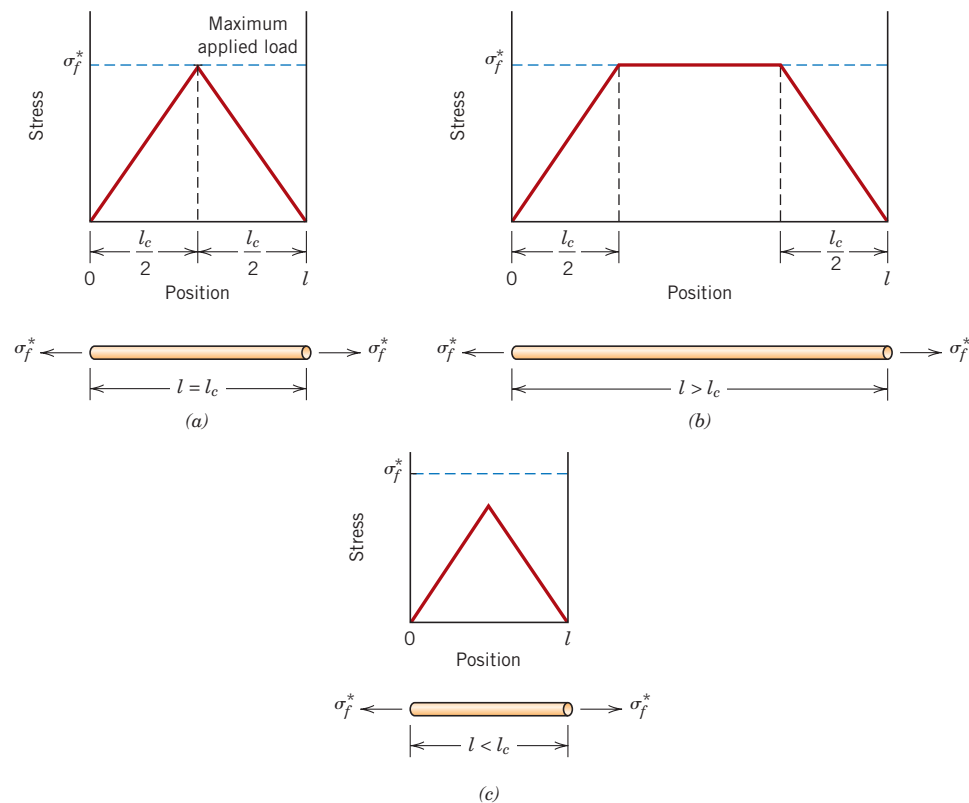 Maximum
applied load
σ*f
Stress
lc/2 lc/2
0 Position l
σ*f σ*f
l = lc
(a)
σ*f
Stress
lc/2 lc/2
0 Position l
σ*f σ*f
l > lc
(b)
σ*f
Stress
0 l
Position
σ*f σ*f
l < lc
(c)